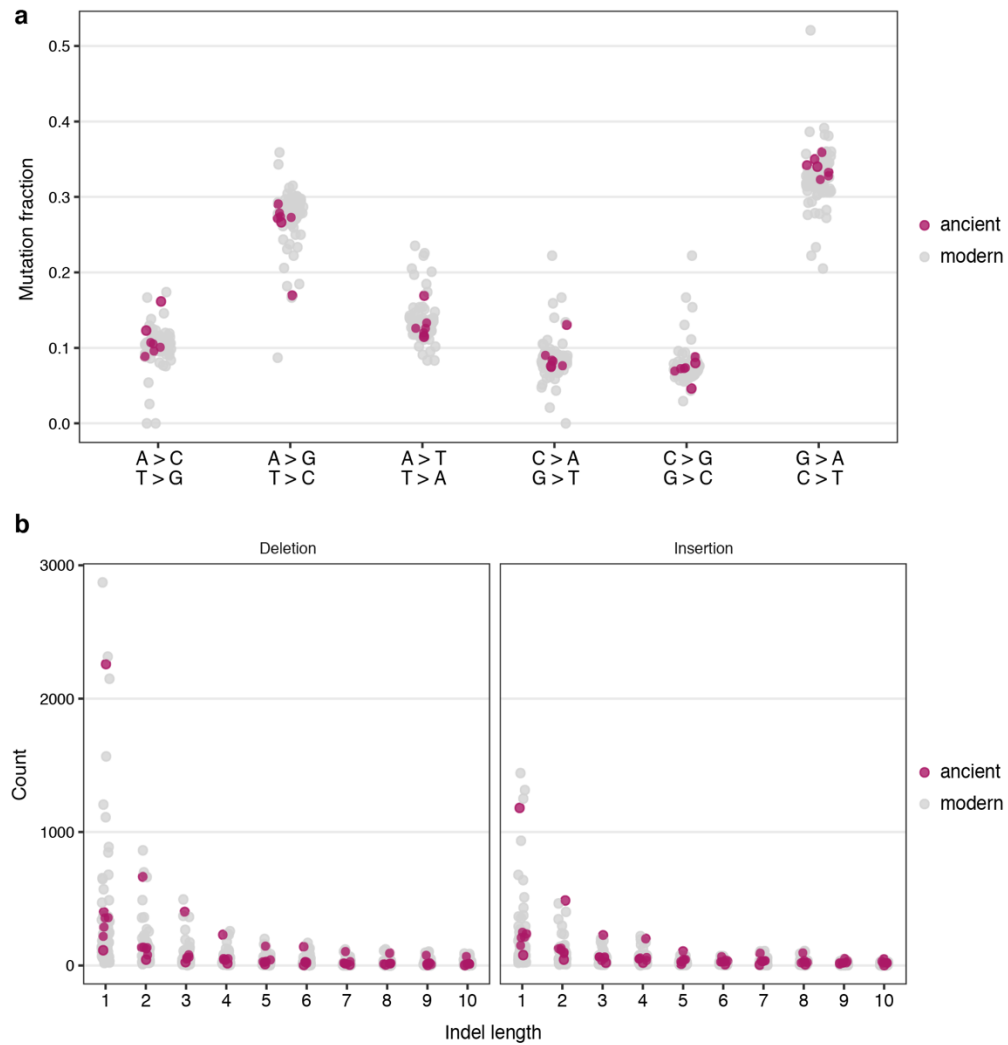 a
0.5
0.4
0.3
0.2
0.1
0.0
Mutation fraction
A > C
T > G
A > G
T > C
A > T
T > A
C > A
G > T
C > G
G > C
G > A
C > T
ancient
modern
b
Deletion
Insertion
3000
2000
1000
0
Count
1 2 3 4 5 6 7 8 9 10
1 2 3 4 5 6 7 8 9 10
Indel length
ancient
modern